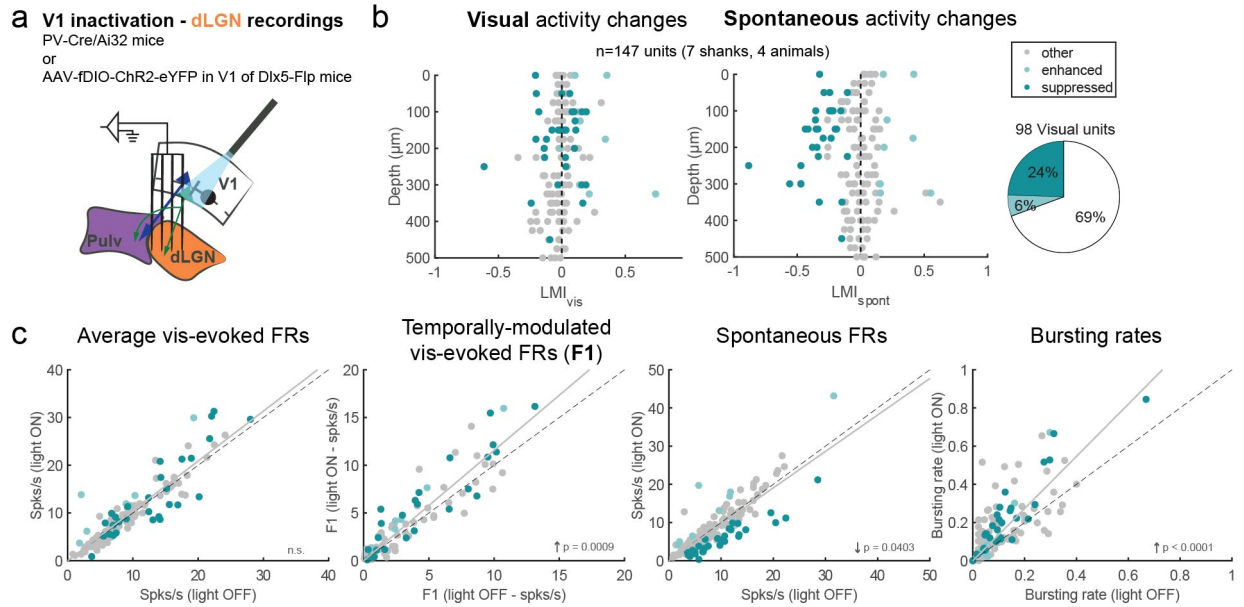 a V1 inactivation - dLGN recordings
PV-Cre/Ai32 mice
or
AAV-fDIO-ChR2-eYFP in V1 of Dlx5-Flp mice
V1
Pulv
dLGN
b Visual activity changes Spontaneous activity changes
n=147 units (7 shanks, 4 animals)
0
100
200
300
400
500
Depth (µm)
-1 -0.5 0 0.5
LMIvis
0
100
200
300
400
500
Depth (µm)
-1 -0.5 0 0.5 1
LMIspont
other
enhanced
suppressed
98 Visual units
24%
6%
69%
c Average vis-evoked FRs
40
30
20
10
0
Spks/s (light ON)
n.s.
0 10 20 30 40
Spks/s (light OFF)
Temporally-modulated
vis-evoked FRs (F1)
20
15
10
5
0
F1 (light ON - spks/s)
↑ p = 0.0009
0 5 10 15 20
F1 (light OFF - spks/s)
Spontaneous FRs
50
40
30
20
10
0
Spks/s (light ON)
↓ p = 0.0403
0 10 20 30 40 50
Spks/s (light OFF)
Bursting rates
1
0.8
0.6
0.4
0.2
0
Bursting rate (light ON)
↑ p < 0.0001
0 0.2 0.4 0.6 0.8 1
Bursting rate (light OFF)